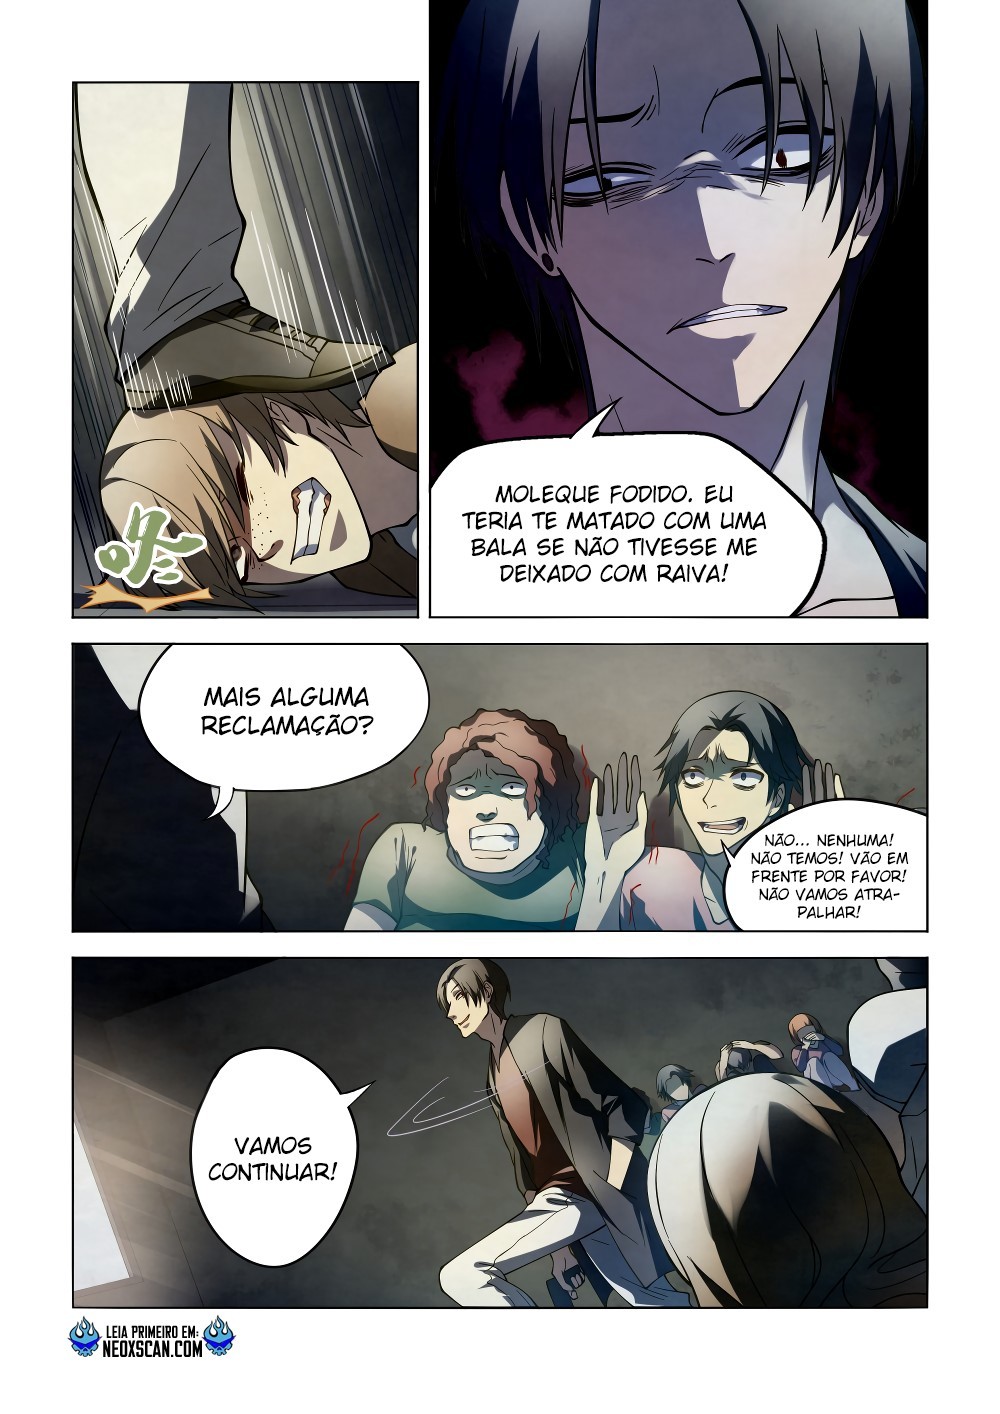 MOLEQUE FODIDO. EU
TERIA TE MATADO COM UMA
BALA SE NÃO TIVESSE ME
DEIXADO COM RAIVA!
MAIS ALGUMA
RECLAMAÇÃO?
NÃO... NENHUMA!
NÃO TEMOS! VÃO EM
FRENTE POR FAVOR!
NÃO VAMOS ATRA-
PALHAR!
VAMOS
CONTINUAR!
LEIA PRIMEIRO EM:
NEOXSCAN.COM